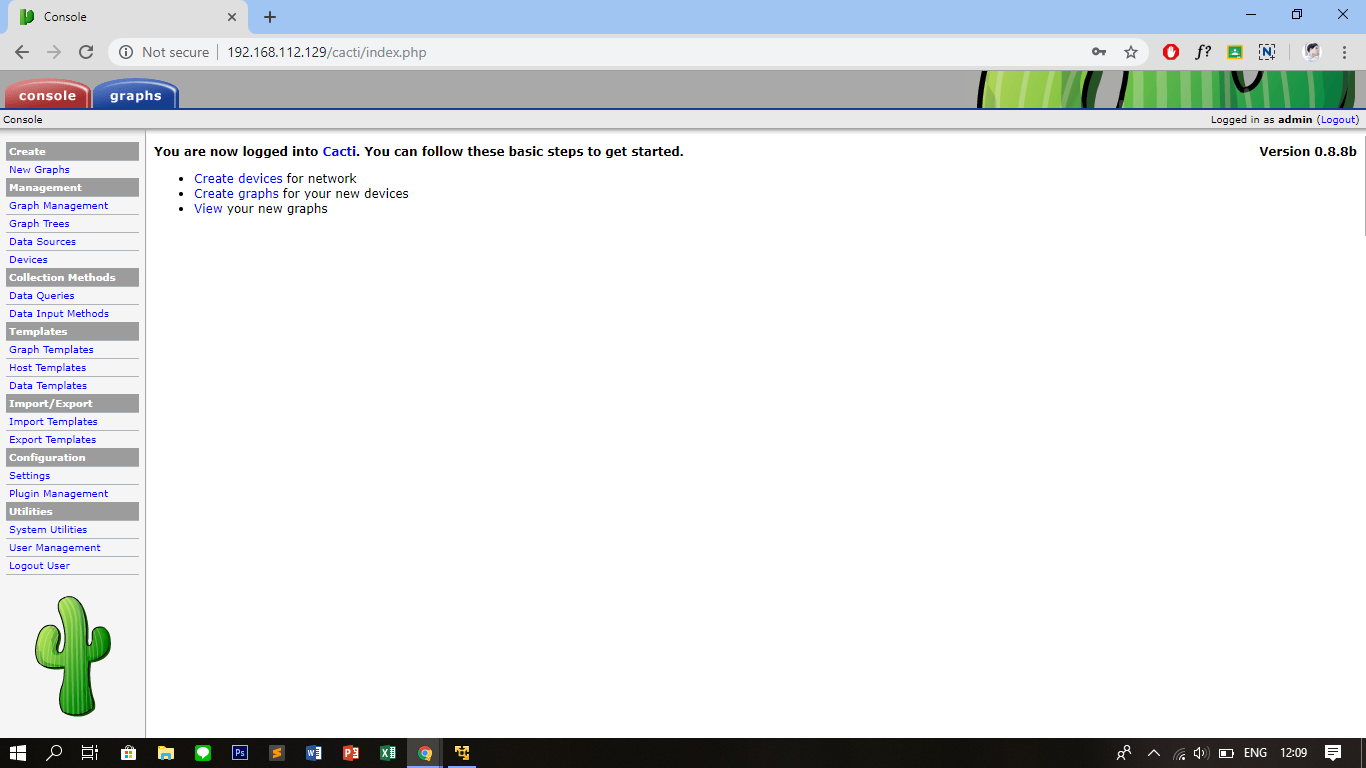 Console
Not secure
192.168.112.129/cacti/index.php
f?
N
console
graphs
Console
Logged in as admin (Logout)
Create
New Graphs
Management
Graph Management
Graph Trees
Data Sources
Devices
Collection Methods
Data Queries
Data Input Methods
Templates
Graph Templates
Host Templates
Data Templates
Import/Export
Import Templates
Export Templates
Configuration
Settings
Plugin Management
Utilities
System Utilities
User Management
Logout User
You are now logged into Cacti. You can follow these basic steps to get started.
Version 0.8.8b
Create devices for network
Create graphs for your new devices
View your new graphs
Ps
ENG
12:09